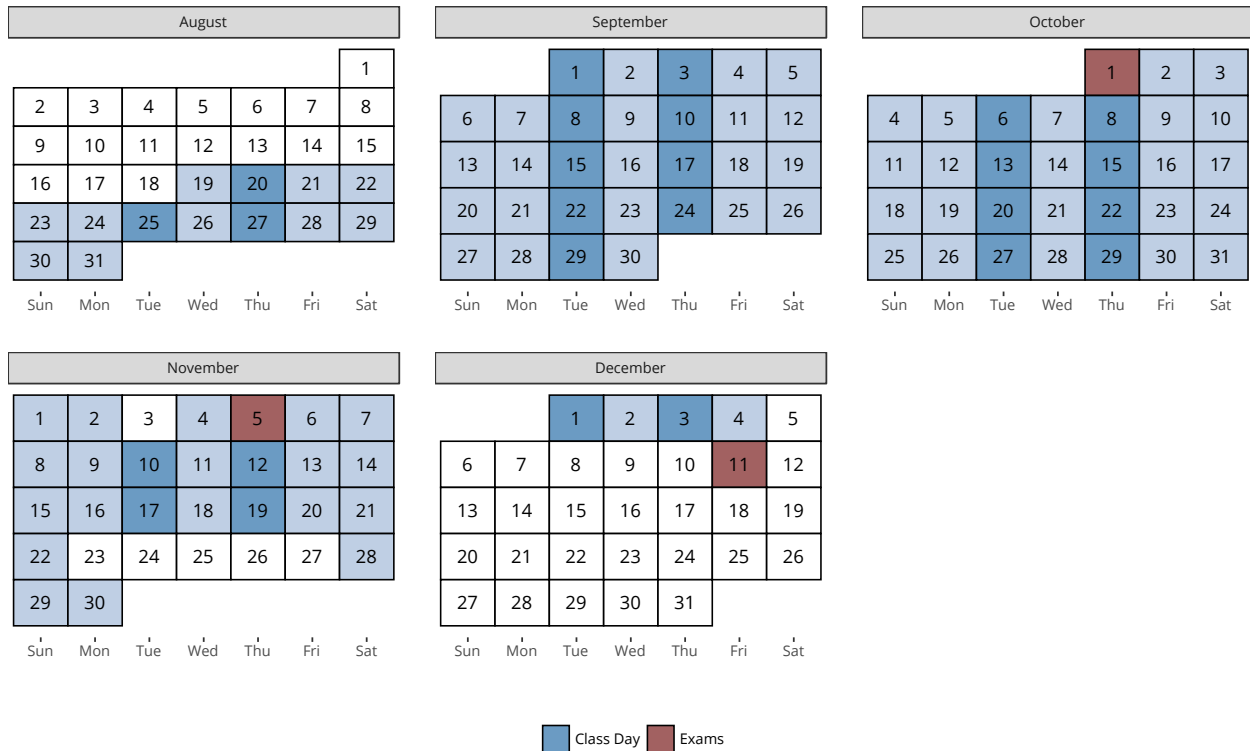 August
1
2 3 4 5 6 7 8
9 10 11 12 13 14 15
16 17 18 19 20 21 22
23 24 25 26 27 28 29
30 31
Sun Mon Tue Wed Thu Fri Sat
September
1 2 3 4 5
6 7 8 9 10 11 12
13 14 15 16 17 18 19
20 21 22 23 24 25 26
27 28 29 30
Sun Mon Tue Wed Thu Fri Sat
October
1 2 3
4 5 6 7 8 9 10
11 12 13 14 15 16 17
18 19 20 21 22 23 24
25 26 27 28 29 30 31
Sun Mon Tue Wed Thu Fri Sat
November
1 2 3 4 5 6 7
8 9 10 11 12 13 14
15 16 17 18 19 20 21
22 23 24 25 26 27 28
29 30
Sun Mon Tue Wed Thu Fri Sat
December
1 2 3 4 5
6 7 8 9 10 11 12
13 14 15 16 17 18 19
20 21 22 23 24 25 26
27 28 29 30 31
Sun Mon Tue Wed Thu Fri Sat
Class Day Exams